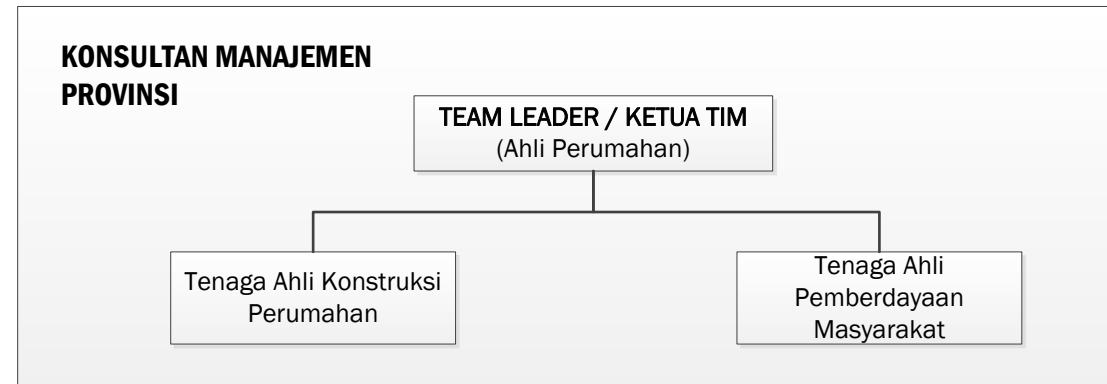 KONSULTAN MANAJEMEN
PROVINSI
TEAM LEADER / KETUA TIM
(Ahli Perumahan)
Tenaga Ahli Konstruksi
Perumahan
Tenaga Ahli
Pemberdayaan
Masyarakat